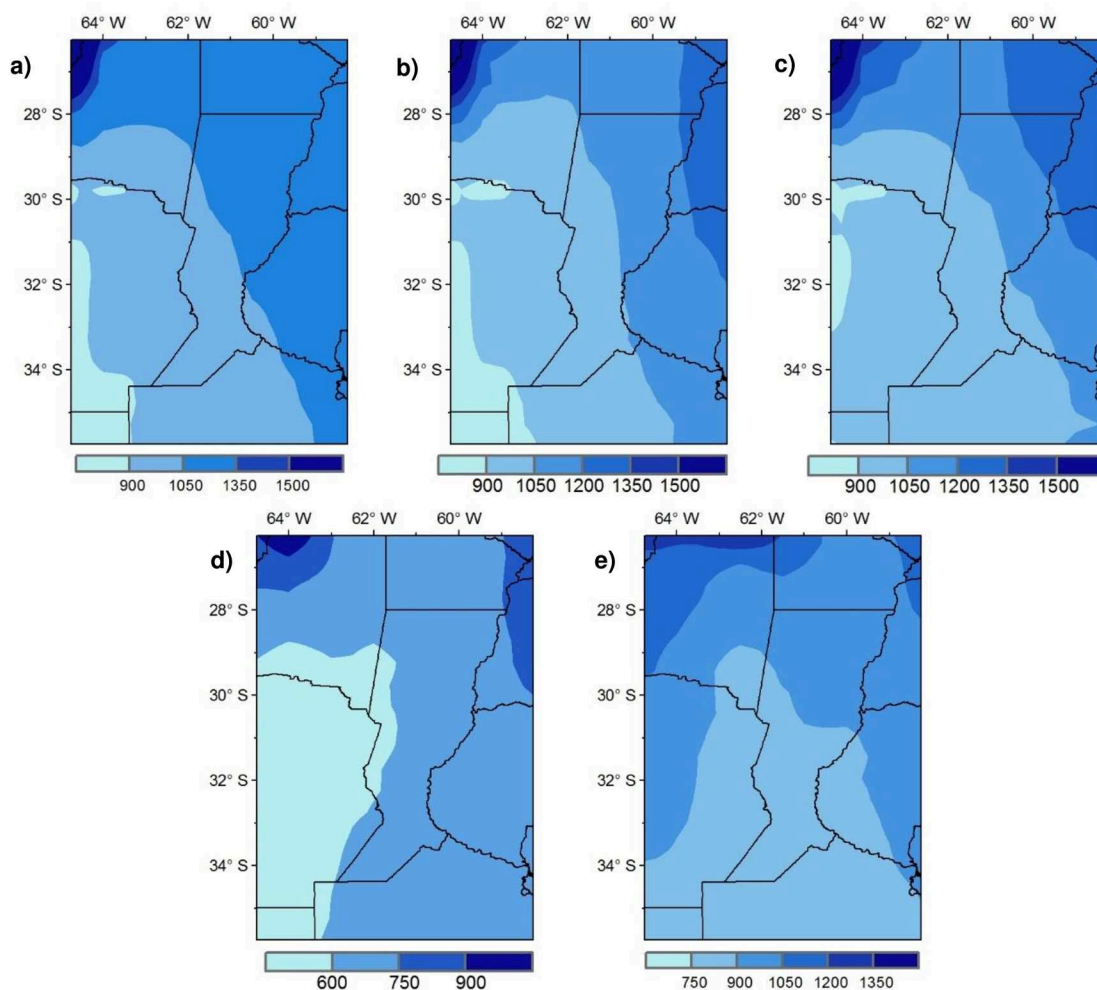 64° W 62° W 60° W 64° W 62° W 60° W 64° W 62° W 60° W
a) b) c)
28° S 28° S 28° S
30° S 30° S 30° S
32° S 32° S 32° S
34° S 34° S 34° S
900 1050 1350 1500 900 1050 1200 1350 1500 900 1050 1200 1350 1500
64° W 62° W 60° W 64° W 62° W 60° W
d) e)
28° S 28° S
30° S 30° S
32° S 32° S
34° S 34° S
600 750 900 750 900 1050 1200 1350